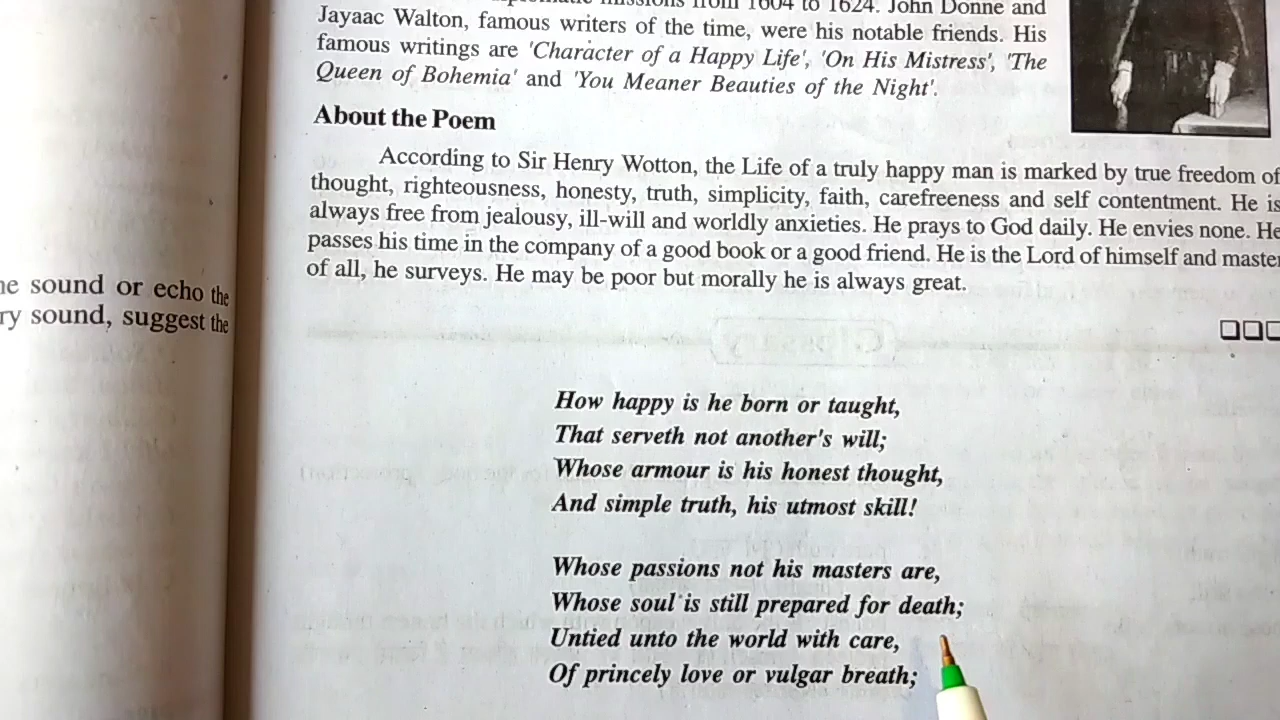 missions from 1604 to 1624. John Donne and
Jayaac Walton, famous writers of the time, were his notable friends. His
famous writings are 'Character of a Happy Life', 'On His Mistress', 'The
Queen of Bohemia' and 'You Meaner Beauties of the Night'.
About the Poem
According to Sir Henry Wotton, the Life of a truly happy man is marked by true freedom of
thought, righteousness, honesty, truth, simplicity, faith, carefreeness and self contentment. He is
always free from jealousy, ill-will and worldly anxieties. He prays to God daily. He envies none. He
passes his time in the company of a good book or a good friend. He is the Lord of himself and master
of all, he surveys. He may be poor but morally he is always great.
sound or echo the
sound, suggest the
How happy is he born or taught,
That serveth not another's will;
Whose armour is his honest thought,
And simple truth, his utmost skill!
Whose passions not his masters are,
Whose soul is still prepared for death;
Untied unto the world with care,
Of princely love or vulgar breath;